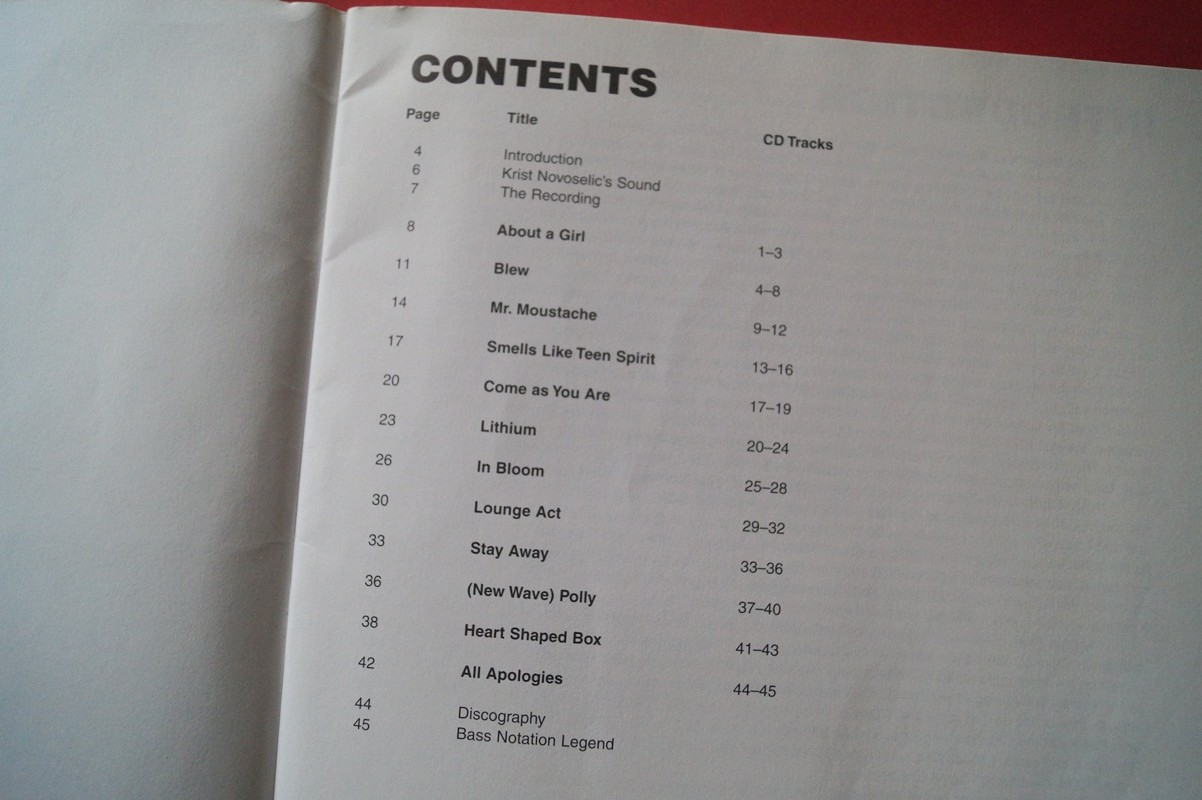 CONTENTS
Page Title CD Tracks
4 Introduction
6 Krist Novoselic's Sound
7 The Recording
8 About a Girl 1–3
11 Blew 4–8
14 Mr. Moustache 9–12
17 Smells Like Teen Spirit 13–16
20 Come as You Are 17–19
23 Lithium 20–24
26 In Bloom 25–28
30 Lounge Act 29–32
33 Stay Away 33–36
36 (New Wave) Polly 37–40
38 Heart Shaped Box 41–43
42 All Apologies 44–45
44 Discography
45 Bass Notation Legend